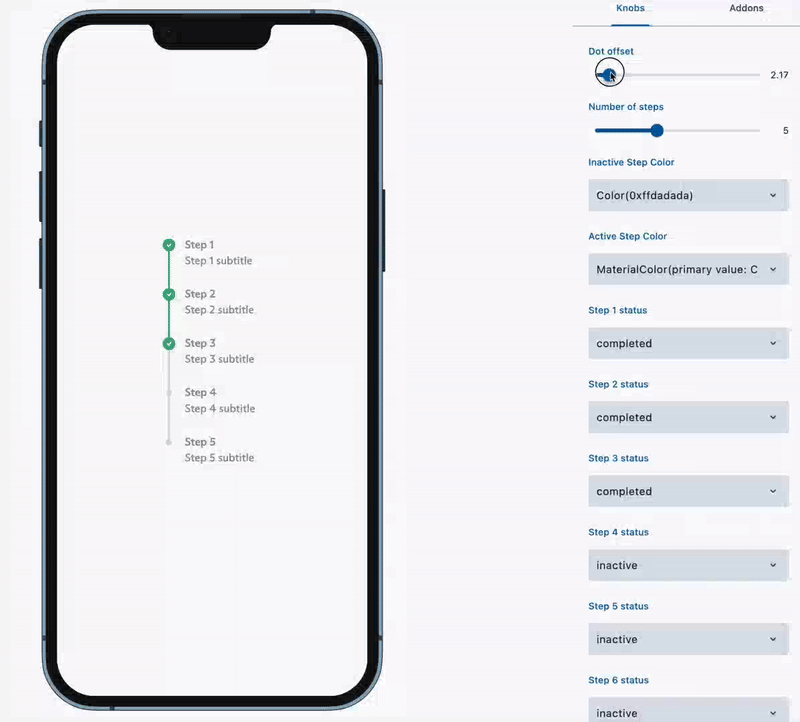 Knobs
Addons
Dot offset
2.17
Number of steps
5
Inactive Step Color
Color(0xffdadada)
Active Step Color
MaterialColor(primary value: C
Step 1 status
completed
Step 2 status
completed
Step 3 status
completed
Step 4 status
inactive
Step 5 status
inactive
Step 6 status
inactive
Step 1
Step 1 subtitle
Step 2
Step 2 subtitle
Step 3
Step 3 subtitle
Step 4
Step 4 subtitle
Step 5
Step 5 subtitle